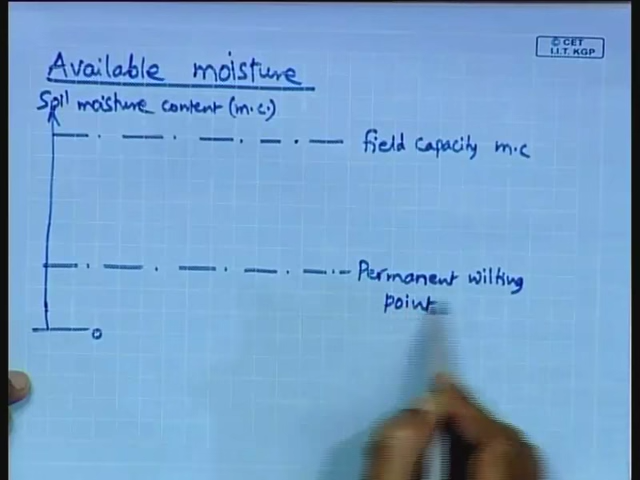 © CET
I.I.T. KGP
Available moisture
Soil moisture content (m.c.)
field capacity m.c
Permanent wilting
point
0